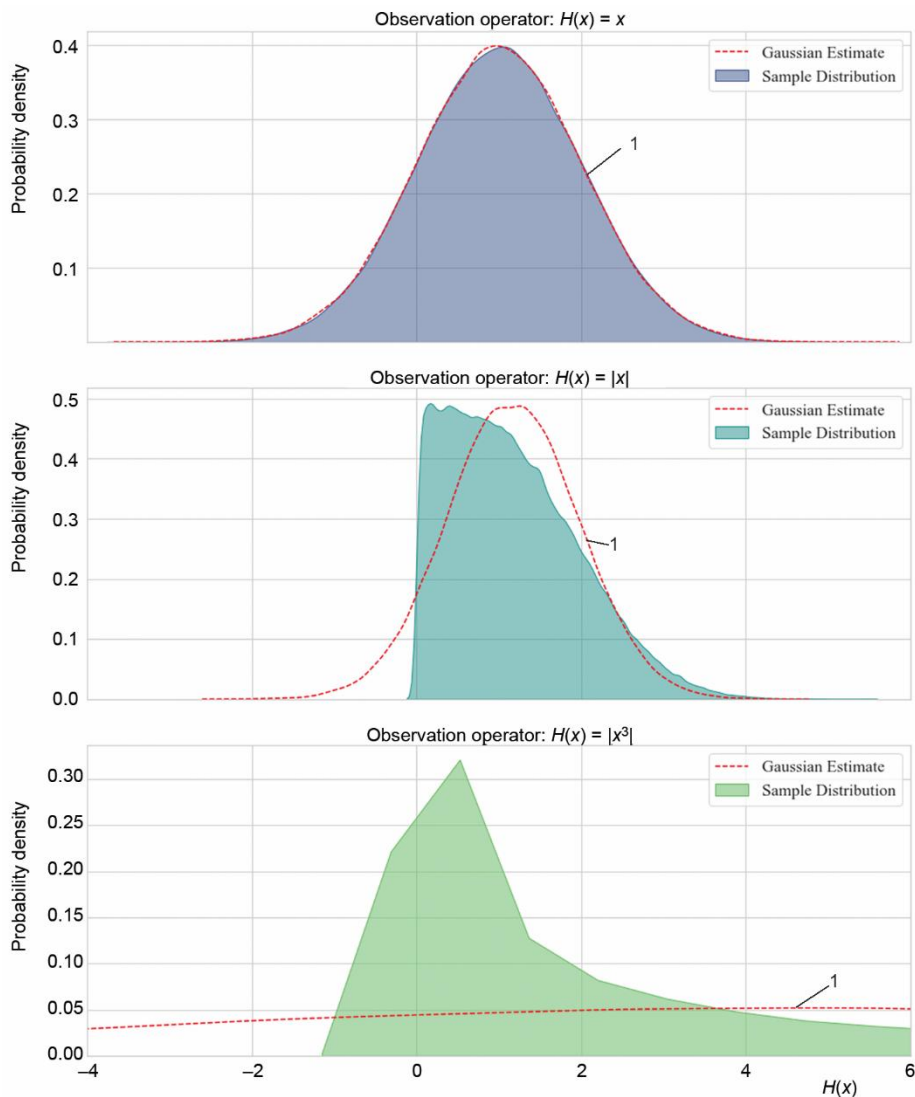 Observation operator: H(x) = x
Probability density
0.4
0.3
0.2
0.1
Gaussian Estimate
Sample Distribution
1
Observation operator: H(x) = |x|
Probability density
0.5
0.4
0.3
0.2
0.1
0.0
Gaussian Estimate
Sample Distribution
1
Observation operator: H(x) = |x³|
Probability density
0.30
0.25
0.20
0.15
0.10
0.05
0.00
Gaussian Estimate
Sample Distribution
1
–4 –2 0 2 4 6
H(x)